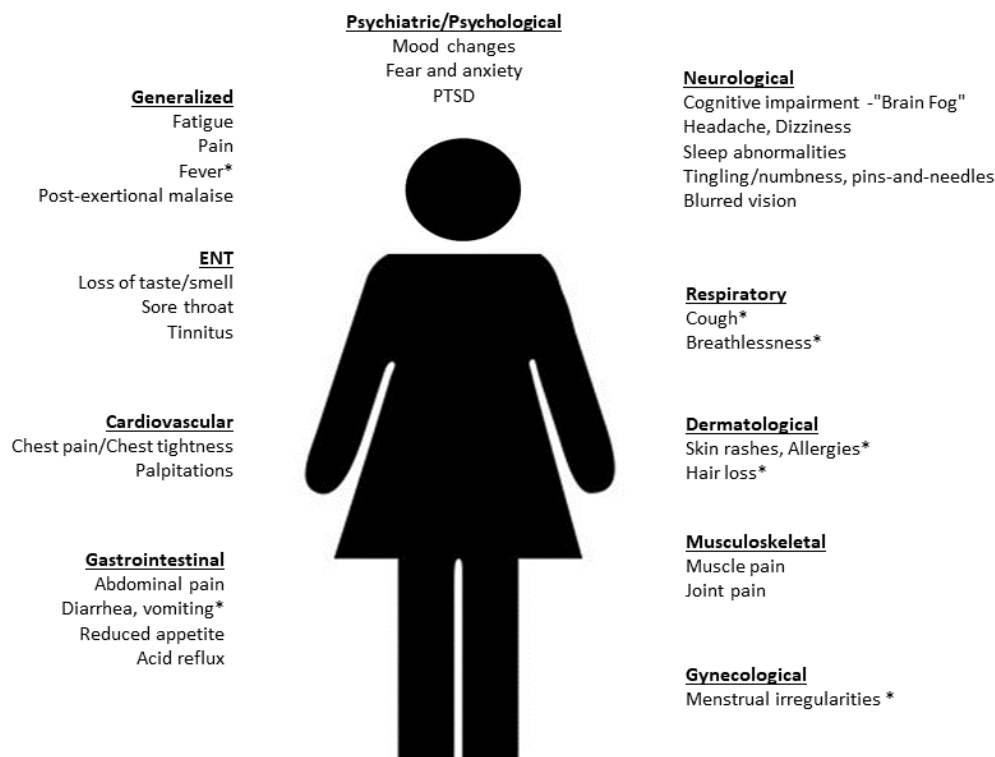 Psychiatric/Psychological
Mood changes
Fear and anxiety
PTSD
Generalized
Fatigue
Pain
Fever*
Post-exertional malaise
ENT
Loss of taste/smell
Sore throat
Tinnitus
Cardiovascular
Chest pain/Chest tightness
Palpitations
Gastrointestinal
Abdominal pain
Diarrhea, vomiting*
Reduced appetite
Acid reflux
Neurological
Cognitive impairment -"Brain Fog"
Headache, Dizziness
Sleep abnormalities
Tingling/numbness, pins-and-needles
Blurred vision
Respiratory
Cough*
Breathlessness*
Dermatological
Skin rashes, Allergies*
Hair loss*
Musculoskeletal
Muscle pain
Joint pain
Gynecological
Menstrual irregularities *